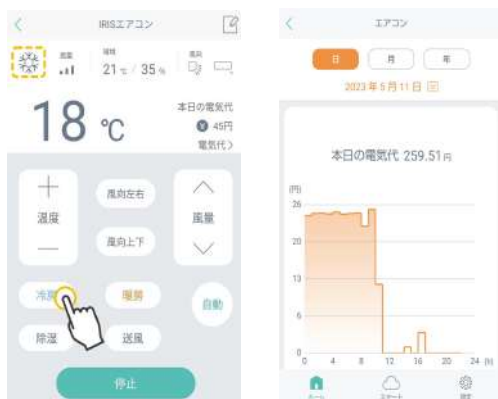 IRISエアコン
風量
21℃ / 35%
風向
18 ℃
本日の電気代
45円
電気代 >
温度
風向左右
風向上下
風量
冷房
暖房
自動
除湿
送風
停止
エアコン
日
月
年
2023年5月11日
本日の電気代 259.51円
(円)
26
20
13
6
0
0 4 8 12 16 20 24 (h)
ホーム
スマート
設定